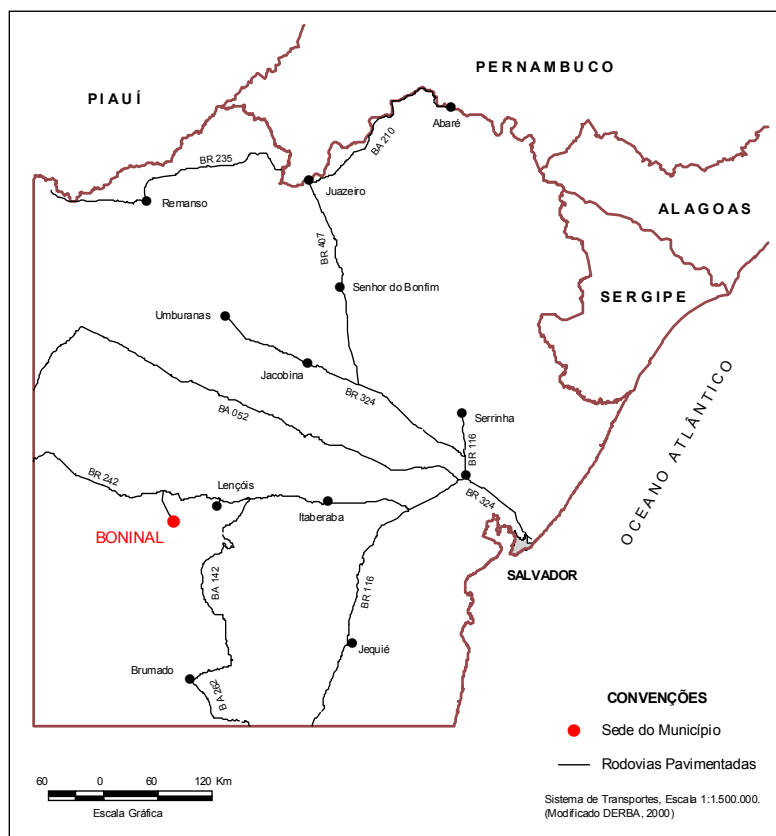 PERNAMBUCO
PIAUÍ
Abaré
BA 210
BR 235
Juazeiro
Remanso
ALAGOAS
BR 407
Senhor do Bonfim
SERGIPE
Umburanas
Jacobina
BR 324
BA 052
Serrinha
BR 116
OCEANO ATLÂNTICO
BR 242
Lençóis
Itaberaba
BR 324
BONINAL
SALVADOR
BA 142
BR 116
Jequié
Brumado
BA 262
CONVENÇÕES
Sede do Município
Rodovias Pavimentadas
60 0 60 120 Km
Escala Gráfica
Sistema de Transportes, Escala 1:1.500.000.
(Modificado DERBA, 2000)